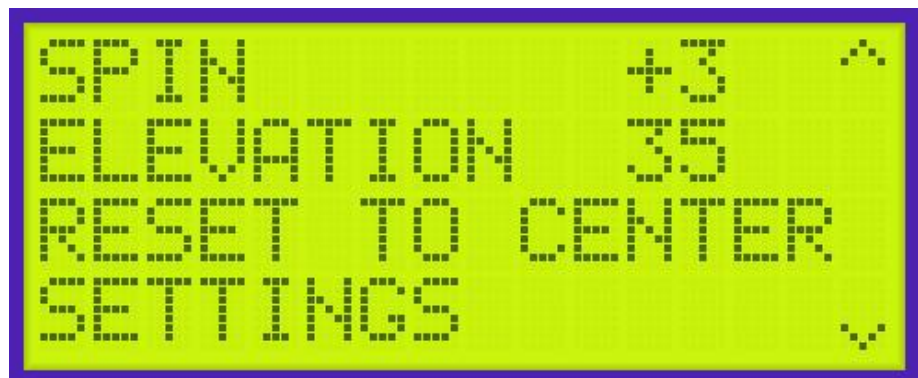 SPIN +3 ^
ELEVATION 35
RESET TO CENTER
SETTINGS